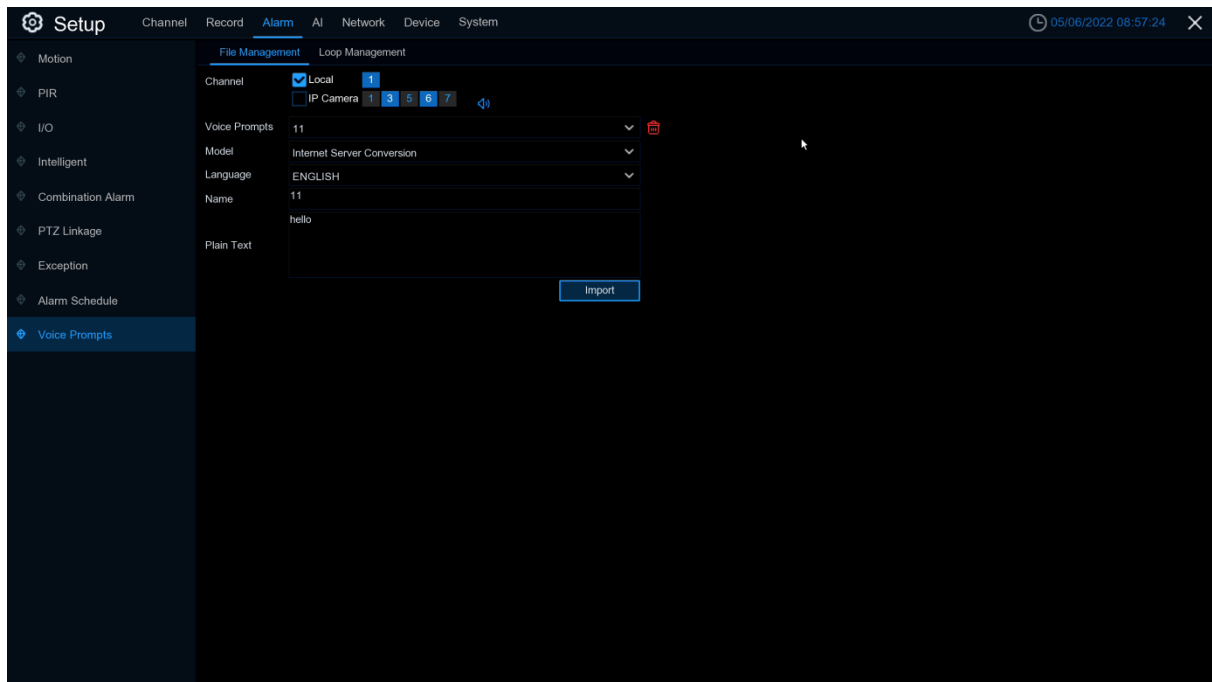 Setup Channel Record Alarm AI Network Device System 05/06/2022 08:57:24
File Management Loop Management
Motion
PIR
I/O
Intelligent
Combination Alarm
PTZ Linkage
Exception
Alarm Schedule
Voice Prompts
Channel Local 1
IP Camera 1 3 5 6 7
Voice Prompts 11
Model Internet Server Conversion
Language ENGLISH
Name 11
Plain Text hello
Import